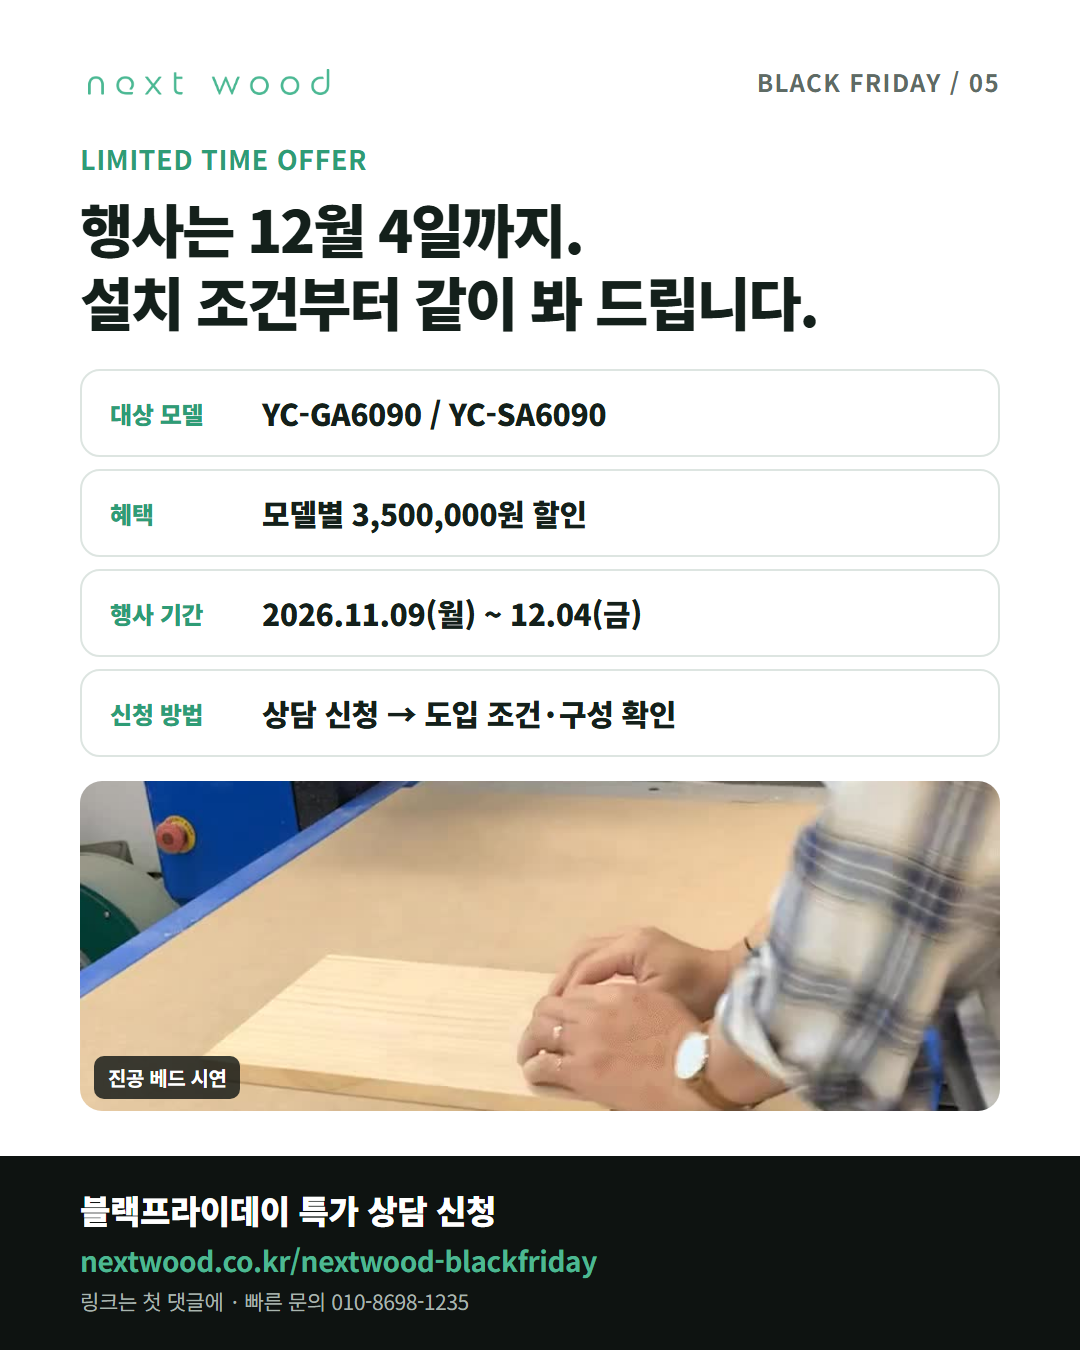 next wood
BLACK FRIDAY / 05
LIMITED TIME OFFER
행사는 12월 4일까지.
설치 조건부터 같이 봐 드립니다.
대상 모델 YC-GA6090 / YC-SA6090
혜택 모델별 3,500,000원 할인
행사 기간 2026.11.09(월) ~ 12.04(금)
신청 방법 상담 신청 → 도입 조건·구성 확인
진공 베드 시연
블랙프라이데이 특가 상담 신청
nextwood.co.kr/nextwood-blackfriday
링크는 첫 댓글에 · 빠른 문의 010-8698-1235